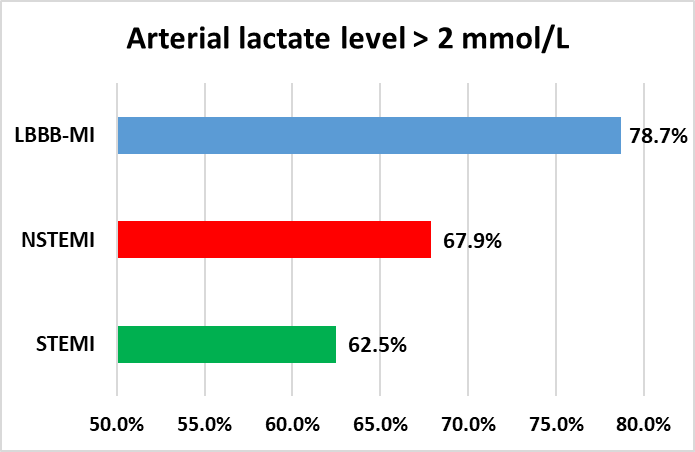 Arterial lactate level > 2 mmol/L
LBBB-MI
78.7%
NSTEMI
67.9%
STEMI
62.5%
50.0% 55.0% 60.0% 65.0% 70.0% 75.0% 80.0%